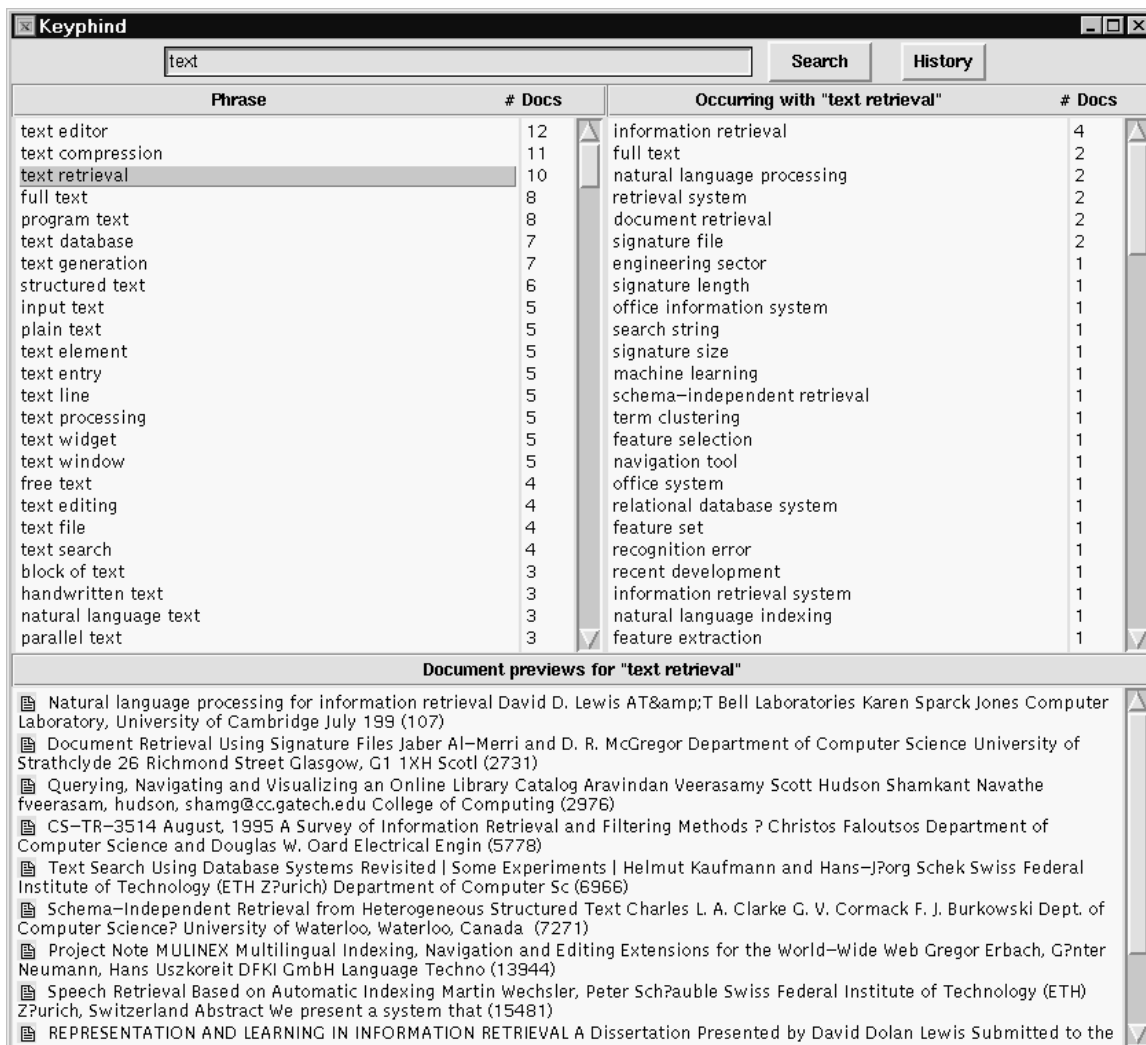 Keyphind
text Search History
Phrase # Docs Occurring with "text retrieval" # Docs
text editor 12 information retrieval 4
text compression 11 full text 2
text retrieval 10 natural language processing 2
full text 8 retrieval system 2
program text 8 document retrieval 2
text database 7 signature file 2
text generation 7 engineering sector 1
structured text 6 signature length 1
input text 5 office information system 1
plain text 5 search string 1
text element 5 signature size 1
text entry 5 machine learning 1
text line 5 schema-independent retrieval 1
text processing 5 term clustering 1
text widget 5 feature selection 1
text window 5 navigation tool 1
free text 4 office system 1
text editing 4 relational database system 1
text file 4 feature set 1
text search 4 recognition error 1
block of text 3 recent development 1
handwritten text 3 information retrieval system 1
natural language text 3 natural language indexing 1
parallel text 3 feature extraction 1
Document previews for "text retrieval"
Natural language processing for information retrieval David D. Lewis AT&amp;T Bell Laboratories Karen Sparck Jones Computer
Laboratory, University of Cambridge July 199 (107)
Document Retrieval Using Signature Files Jaber Al-Merri and D. R. McGregor Department of Computer Science University of
Strathclyde 26 Richmond Street Glasgow, G1 1XH Scotl (2731)
Querying, Navigating and Visualizing an Online Library Catalog Aravindan Veerasamy Scott Hudson Shamkant Navathe
fveerasam, hudson, shamg@cc.gatech.edu College of Computing (2976)
CS-TR-3514 August, 1995 A Survey of Information Retrieval and Filtering Methods ? Christos Faloutsos Department of
Computer Science and Douglas W. Oard Electrical Engin (5778)
Text Search Using Database Systems Revisited | Some Experiments | Helmut Kaufmann and Hans-J?org Schek Swiss Federal
Institute of Technology (ETH Z?urich) Department of Computer Sc (6966)
Schema-Independent Retrieval from Heterogeneous Structured Text Charles L. A. Clarke G. V. Cormack F. J. Burkowski Dept. of
Computer Science? University of Waterloo, Waterloo, Canada (7271)
Project Note MULINEX Multilingual Indexing, Navigation and Editing Extensions for the World-Wide Web Gregor Erbach, G?nter
Neumann, Hans Uszkoreit DFKI GmbH Language Techno (13944)
Speech Retrieval Based on Automatic Indexing Martin Wechsler, Peter Sch?auble Swiss Federal Institute of Technology (ETH)
Z?urich, Switzerland Abstract We present a system that (15481)
REPRESENTATION AND LEARNING IN INFORMATION RETRIEVAL A Dissertation Presented by David Dolan Lewis Submitted to the